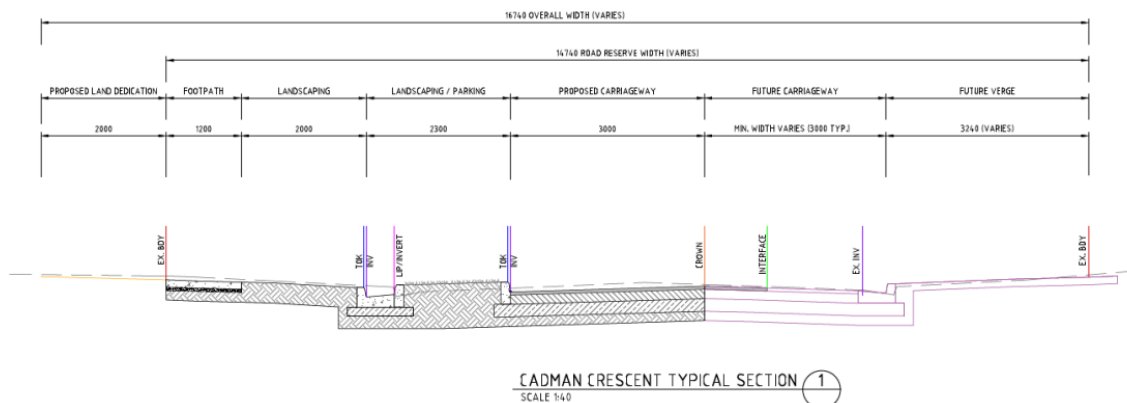 16740 OVERALL WIDTH (VARIES)
14740 ROAD RESERVE WIDTH (VARIES)
PROPOSED LAND DEDICATION FOOTPATH LANDSCAPING LANDSCAPING / PARKING PROPOSED CARRIAGEWAY FUTURE CARRIAGEWAY FUTURE VERGE
2000 1200 2000 2300 3000 MIN. WIDTH VARIES (3000 TYP.) 3240 (VARIES)
EX. BDY
TOK
INV
LIP/INVERT
TOK
INV
CROWN
INTERFACE
EX INV
EX. BDY
CADMAN CRESCENT TYPICAL SECTION 1
SCALE 1:40